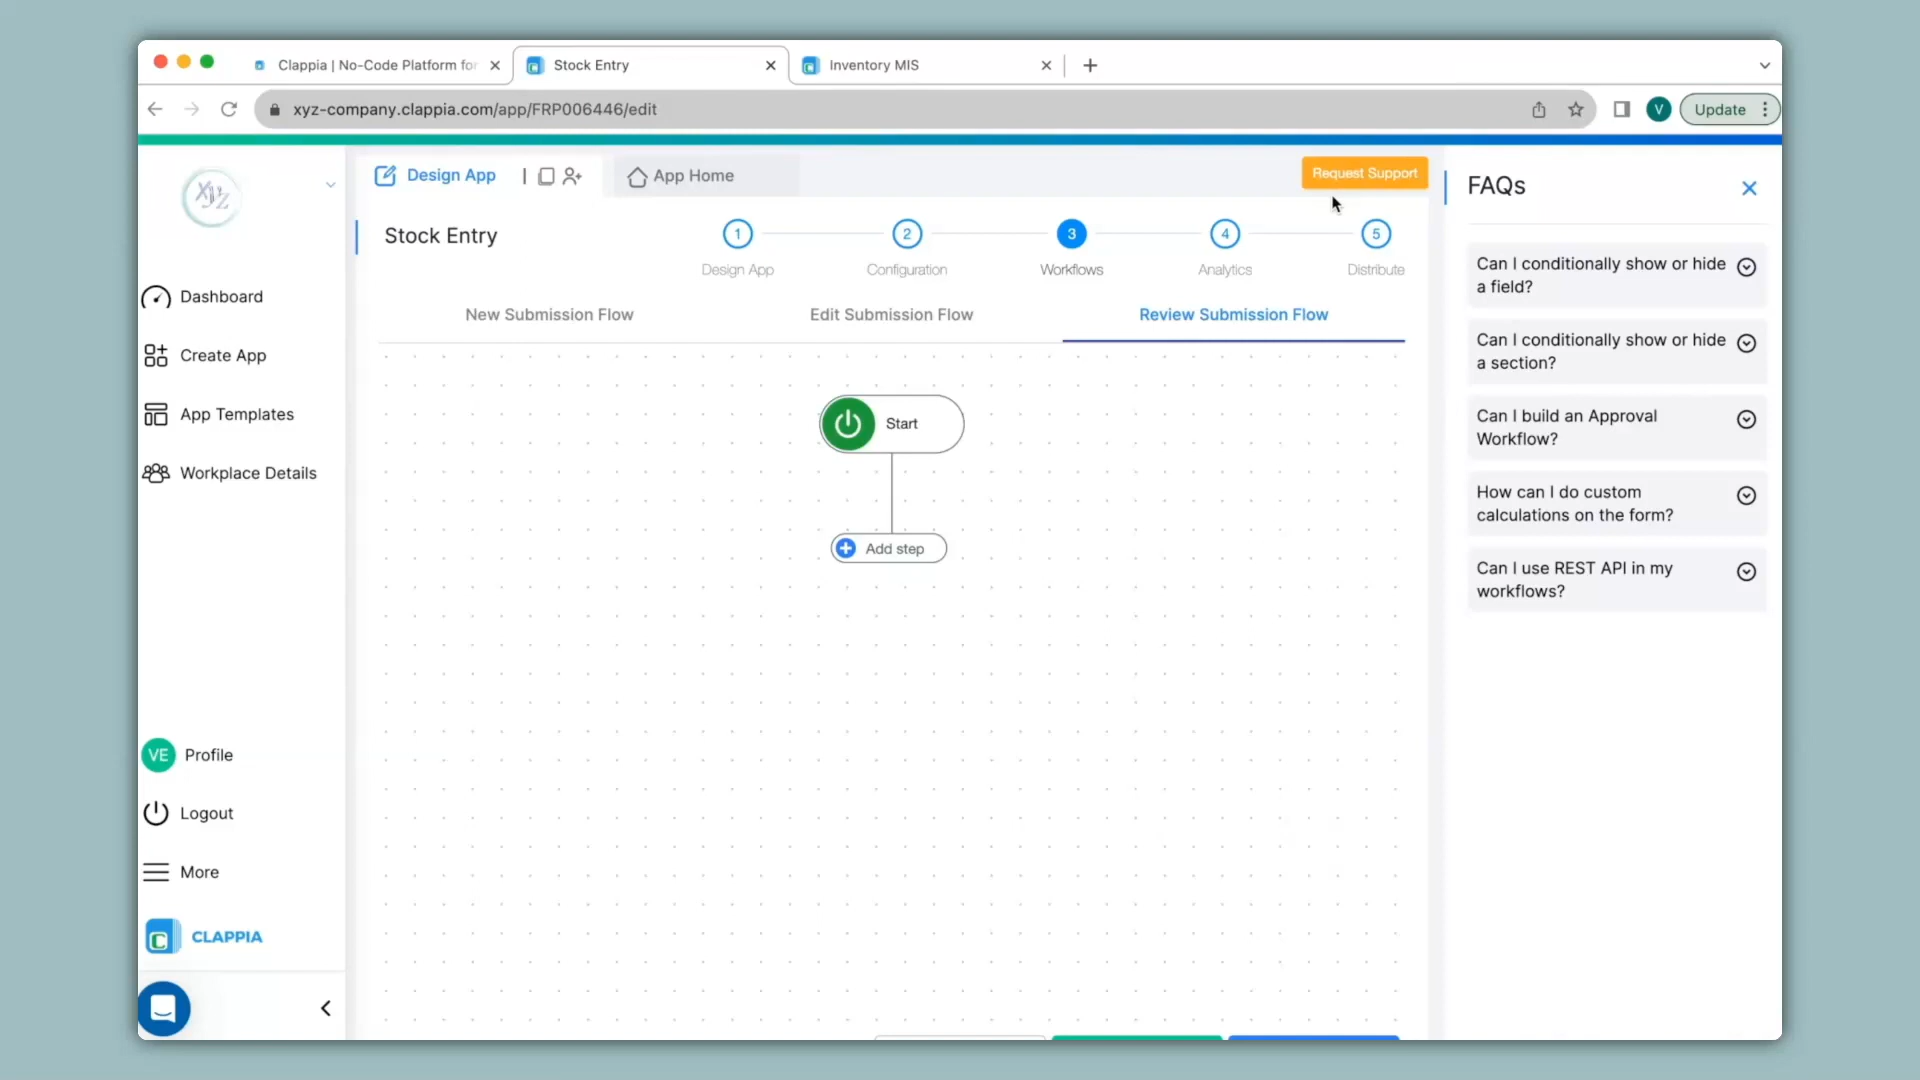 Clappia | No-Code Platform for
Stock Entry
Inventory MIS
xyz-company.clappia.com/app/FRP006446/edit
V
Update
XYZ
Design App
App Home
Request Support
FAQs
Stock Entry
1
2
3
4
5
Design App
Configuration
Workflows
Analytics
Distribute
New Submission Flow
Edit Submission Flow
Review Submission Flow
Start
Add step
Dashboard
Create App
App Templates
Workplace Details
VE
Profile
Logout
More
CLAPPIA
Can I conditionally show or hide
a field?
Can I conditionally show or hide
a section?
Can I build an Approval
Workflow?
How can I do custom
calculations on the form?
Can I use REST API in my
workflows?